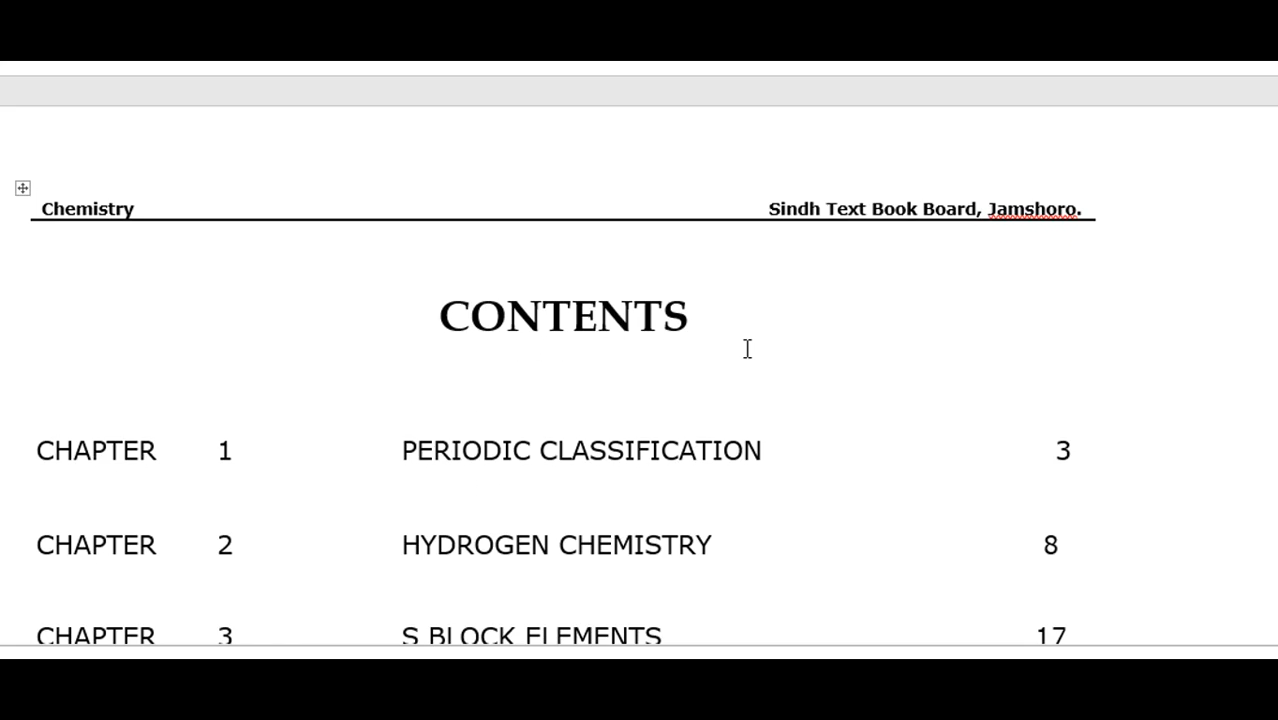 Chemistry Sindh Text Book Board, Jamshoro.
CONTENTS
CHAPTER 1 PERIODIC CLASSIFICATION 3
CHAPTER 2 HYDROGEN CHEMISTRY 8
CHAPTER 3 S BLOCK ELEMENTS 17